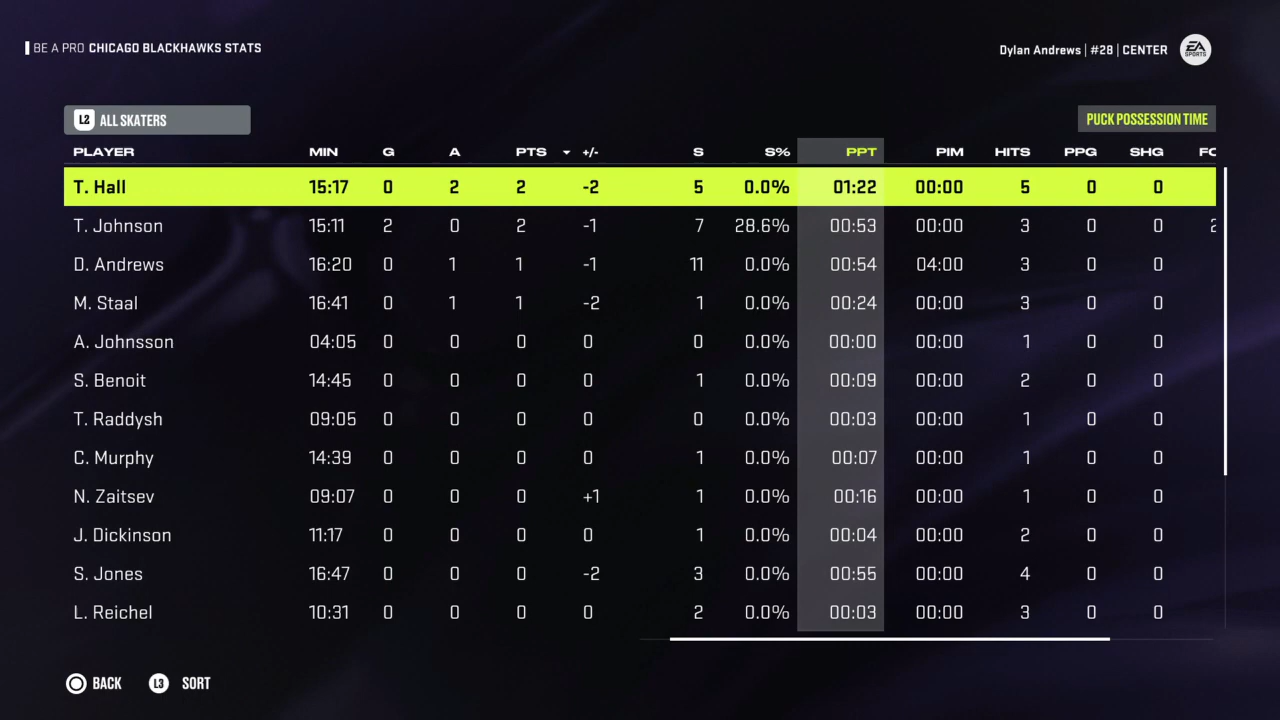 BE A PRO CHICAGO BLACKHAWKS STATS
Dylan Andrews | #28 | CENTER EA SPORTS
L2 ALL SKATERS
PUCK POSSESSION TIME
PLAYER MIN G A PTS +/- S S% PPT PIM HITS PPG SHG
T. Hall 15:17 0 2 2 -2 5 0.0% 01:22 00:00 5 0 0
T. Johnson 15:11 2 0 2 -1 7 28.6% 00:53 00:00 3 0 0
D. Andrews 16:20 0 1 1 -1 11 0.0% 00:54 04:00 3 0 0
M. Staal 16:41 0 1 1 -2 1 0.0% 00:24 00:00 3 0 0
A. Johnsson 04:05 0 0 0 0 0 0.0% 00:00 00:00 1 0 0
S. Benoit 14:45 0 0 0 0 1 0.0% 00:09 00:00 2 0 0
T. Raddysh 09:05 0 0 0 0 0 0.0% 00:03 00:00 1 0 0
C. Murphy 14:39 0 0 0 0 1 0.0% 00:07 00:00 1 0 0
N. Zaitsev 09:07 0 0 0 +1 1 0.0% 00:16 00:00 1 0 0
J. Dickinson 11:17 0 0 0 0 1 0.0% 00:04 00:00 2 0 0
S. Jones 16:47 0 0 0 -2 3 0.0% 00:55 00:00 4 0 0
L. Reichel 10:31 0 0 0 0 2 0.0% 00:03 00:00 3 0 0
BACK L3 SORT